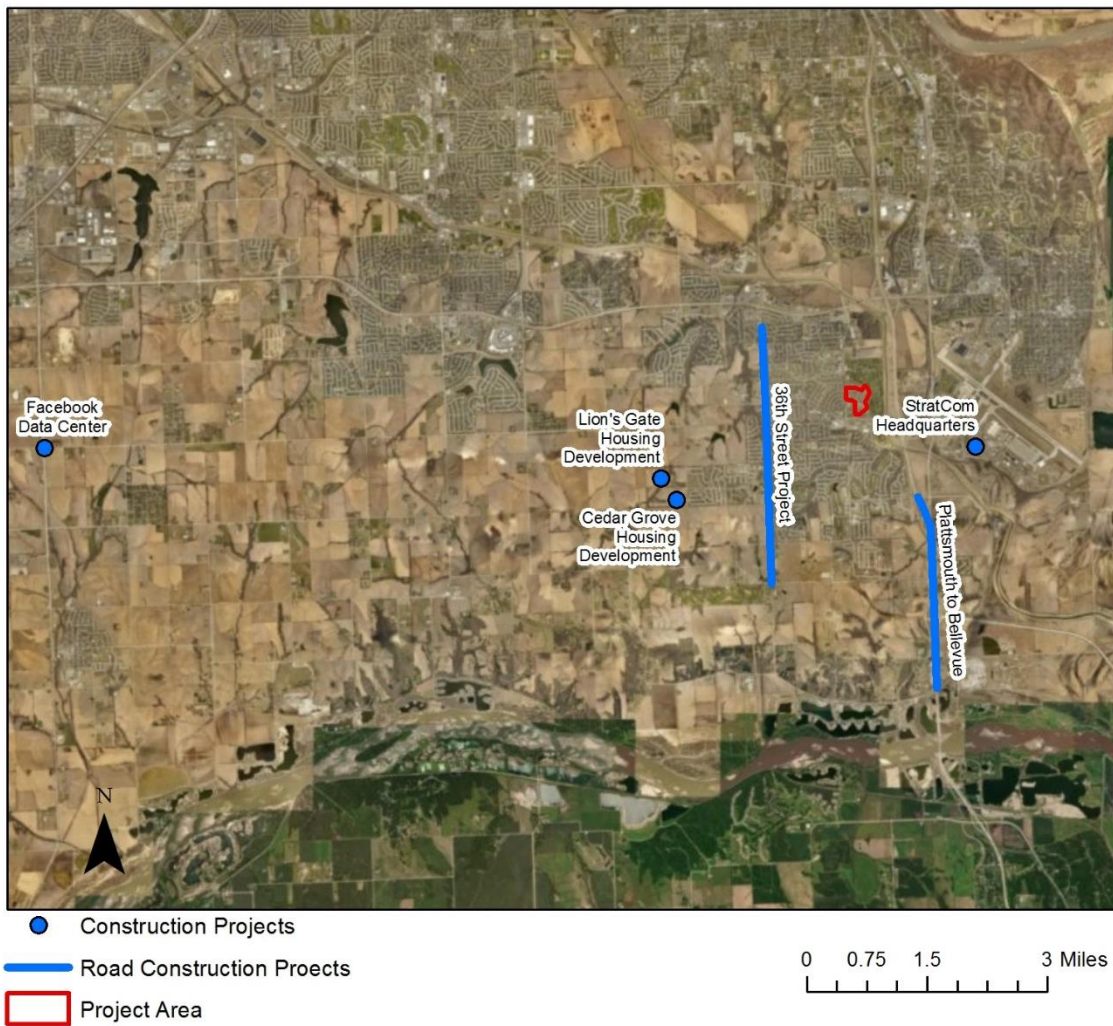 Facebook
Data Center
Lion's Gate
Housing
Development
Cedar Grove
Housing
Development
36th Street Project
StratCom
Headquarters
Plattsmouth to Bellevue
N
Construction Projects
Road Construction Proects
Project Area
0 0.75 1.5 3 Miles